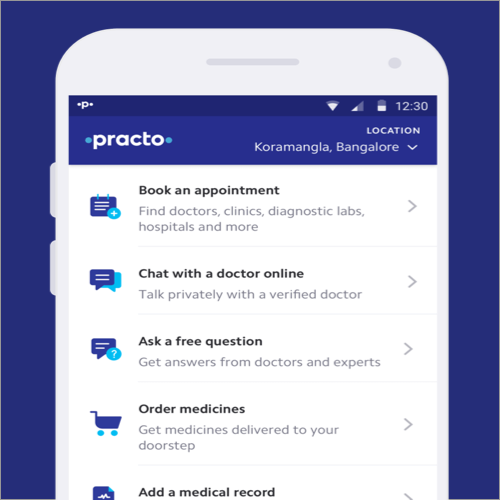 •P•
12:30
LOCATION
•practo•
Koramangla, Bangalore
Book an appointment
Find doctors, clinics, diagnostic labs,
hospitals and more
Chat with a doctor online
Talk privately with a verified doctor
?
Ask a free question
Get answers from doctors and experts
Order medicines
Get medicines delivered to your
doorstep
Add a medical record